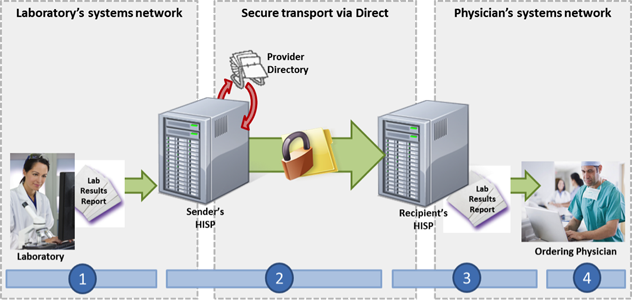 Laboratory's systems network
Secure transport via Direct
Physician's systems network
Provider
Directory
Lab
Results
Report
Lab
Results
Report
Laboratory
Sender's
HISP
Recipient's
HISP
Ordering Physician
1
2
3
4